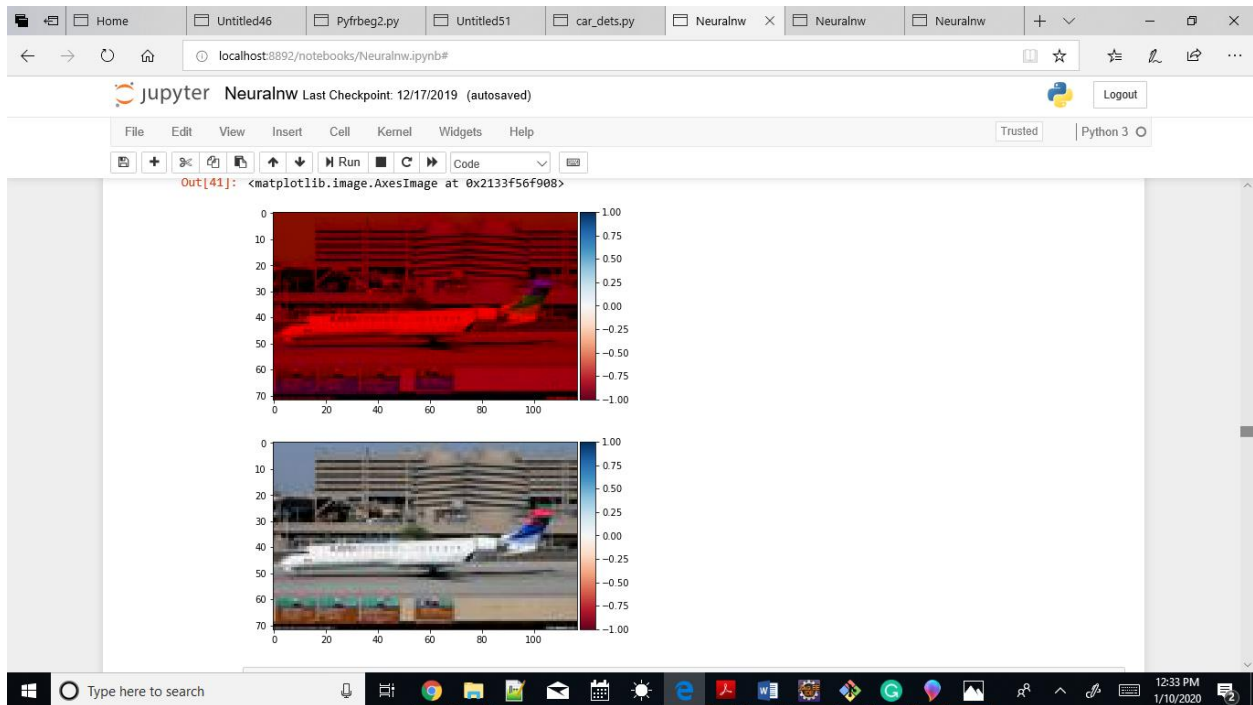 Home Untitled46 Pyfrbeg2.py Untitled51 car_dets.py Neuralnw Neuralnw Neuralnw
localhost:8892/notebooks/Neuralnw.ipynb#
jupyter Neuralnw Last Checkpoint: 12/17/2019 (autosaved) Logout
File Edit View Insert Cell Kernel Widgets Help Trusted Python 3
Run Code
Out[41]: <matplotlib.image.AxesImage at 0x2133f56f908>
0 1.00
0.75
10
20 0.50
0.25
30 0.00
40 −0.25
50 −0.50
60 −0.75
70 −1.00
0 20 40 60 80 100
0 1.00
0.75
10
20 0.50
0.25
30 0.00
40 −0.25
50 −0.50
60 −0.75
70 −1.00
0 20 40 60 80 100
Type here to search
12:33 PM
1/10/2020